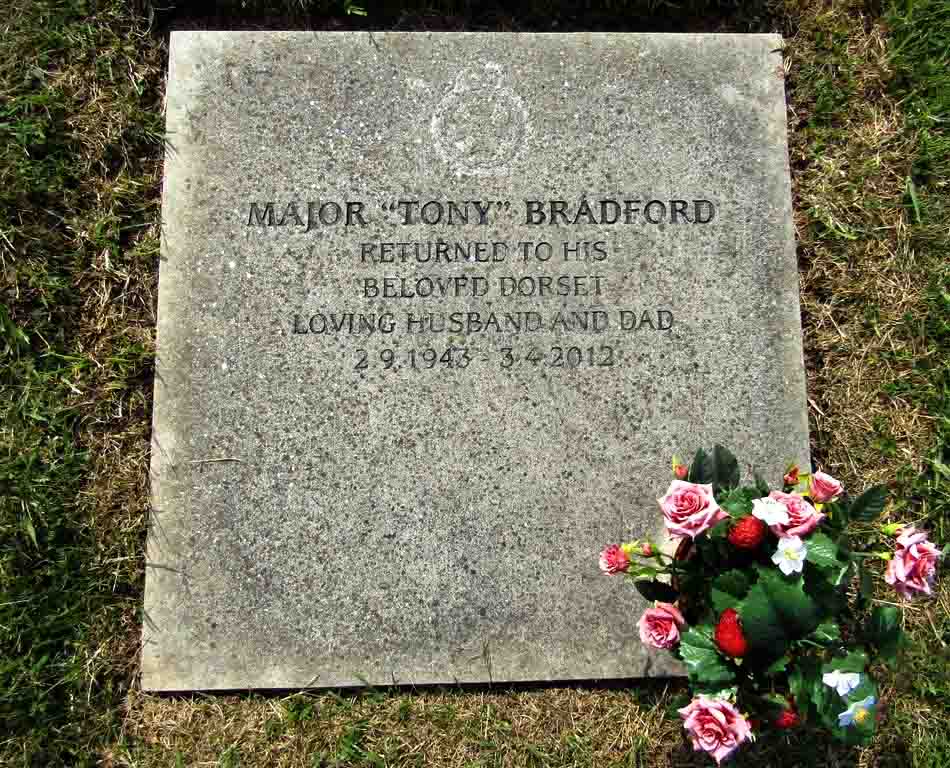 MAJOR “TONY” BRADFORD
RETURNED TO HIS
BELOVED DORSET
LOVING HUSBAND AND DAD
2.9.1943 - 3.4.2012